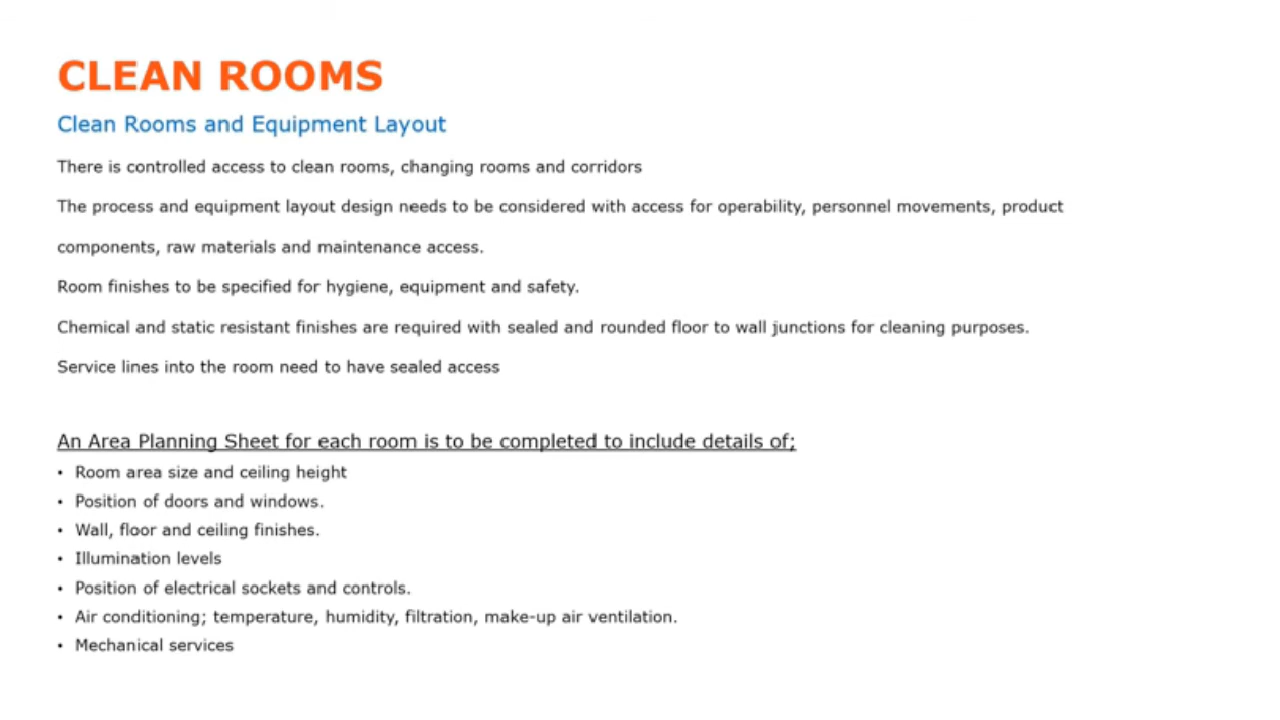 CLEAN ROOMS
Clean Rooms and Equipment Layout
There is controlled access to clean rooms, changing rooms and corridors
The process and equipment layout design needs to be considered with access for operability, personnel movements, product
components, raw materials and maintenance access.
Room finishes to be specified for hygiene, equipment and safety.
Chemical and static resistant finishes are required with sealed and rounded floor to wall junctions for cleaning purposes.
Service lines into the room need to have sealed access
An Area Planning Sheet for each room is to be completed to include details of;
• Room area size and ceiling height
• Position of doors and windows.
• Wall, floor and ceiling finishes.
• Illumination levels
• Position of electrical sockets and controls.
• Air conditioning; temperature, humidity, filtration, make-up air ventilation.
• Mechanical services